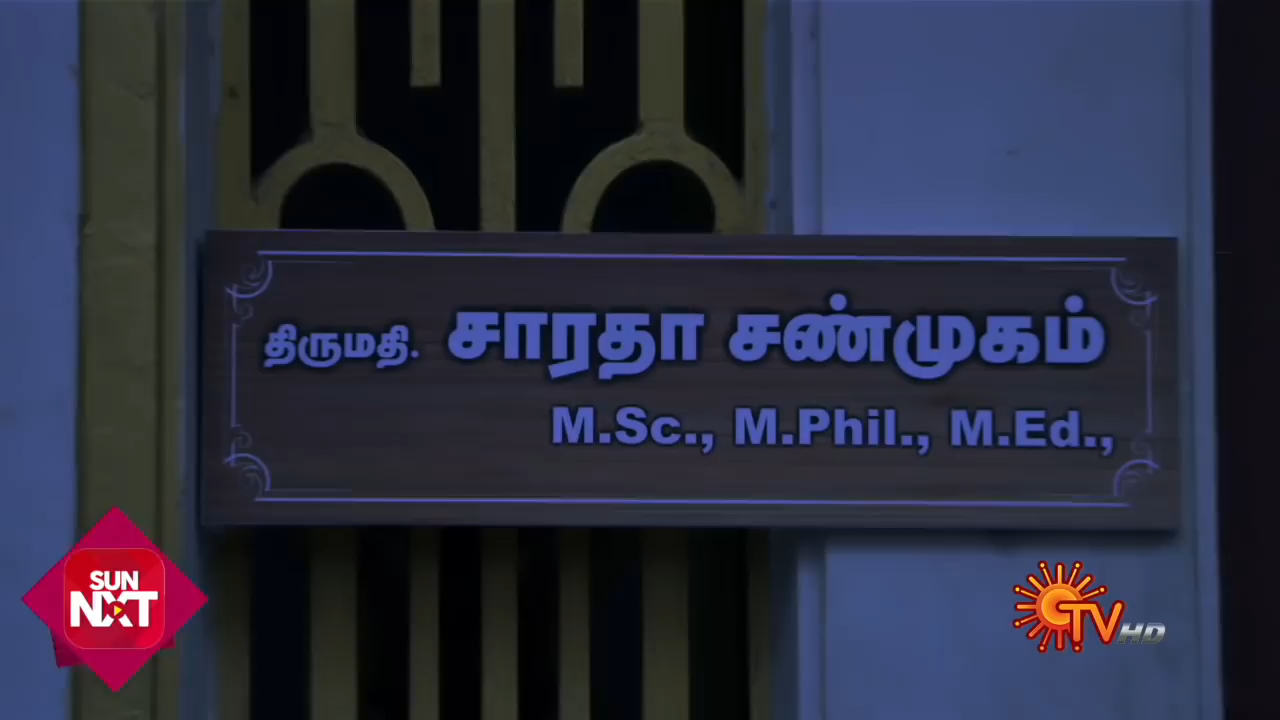 திருமதி. சாரதா சண்முகம்
M.Sc., M.Phil., M.Ed.,
SUN
NXT
TV HD